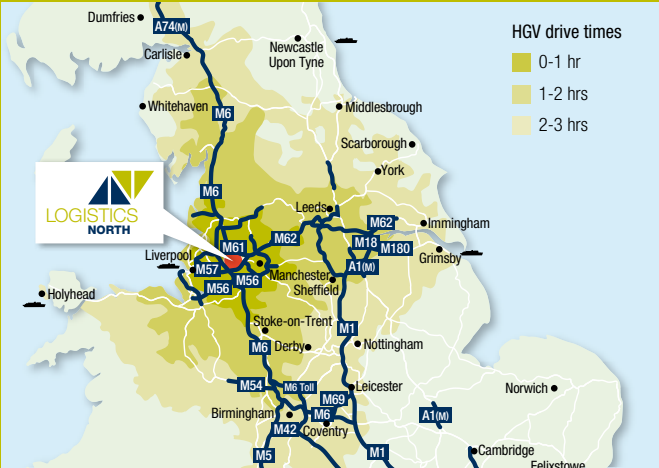 Dumfries
A74(M)
Carlisle
Newcastle
Upon Tyne
HGV drive times
0-1 hr
1-2 hrs
2-3 hrs
Whitehaven
M6
Middlesbrough
Scarborough
York
M6
LOGISTICS
NORTH
Leeds
M62
Immingham
M61
M62
M18
M180
Liverpool
Grimsby
M57
A1(M)
M56
Manchester
Sheffield
M56
Holyhead
Stoke-on-Trent
M1
M6
Derby
Nottingham
M54
M6 Toll
Leicester
Norwich
M69
Birmingham
M6
A1(M)
M42
Coventry
M5
M1
Cambridge
Felixstowe